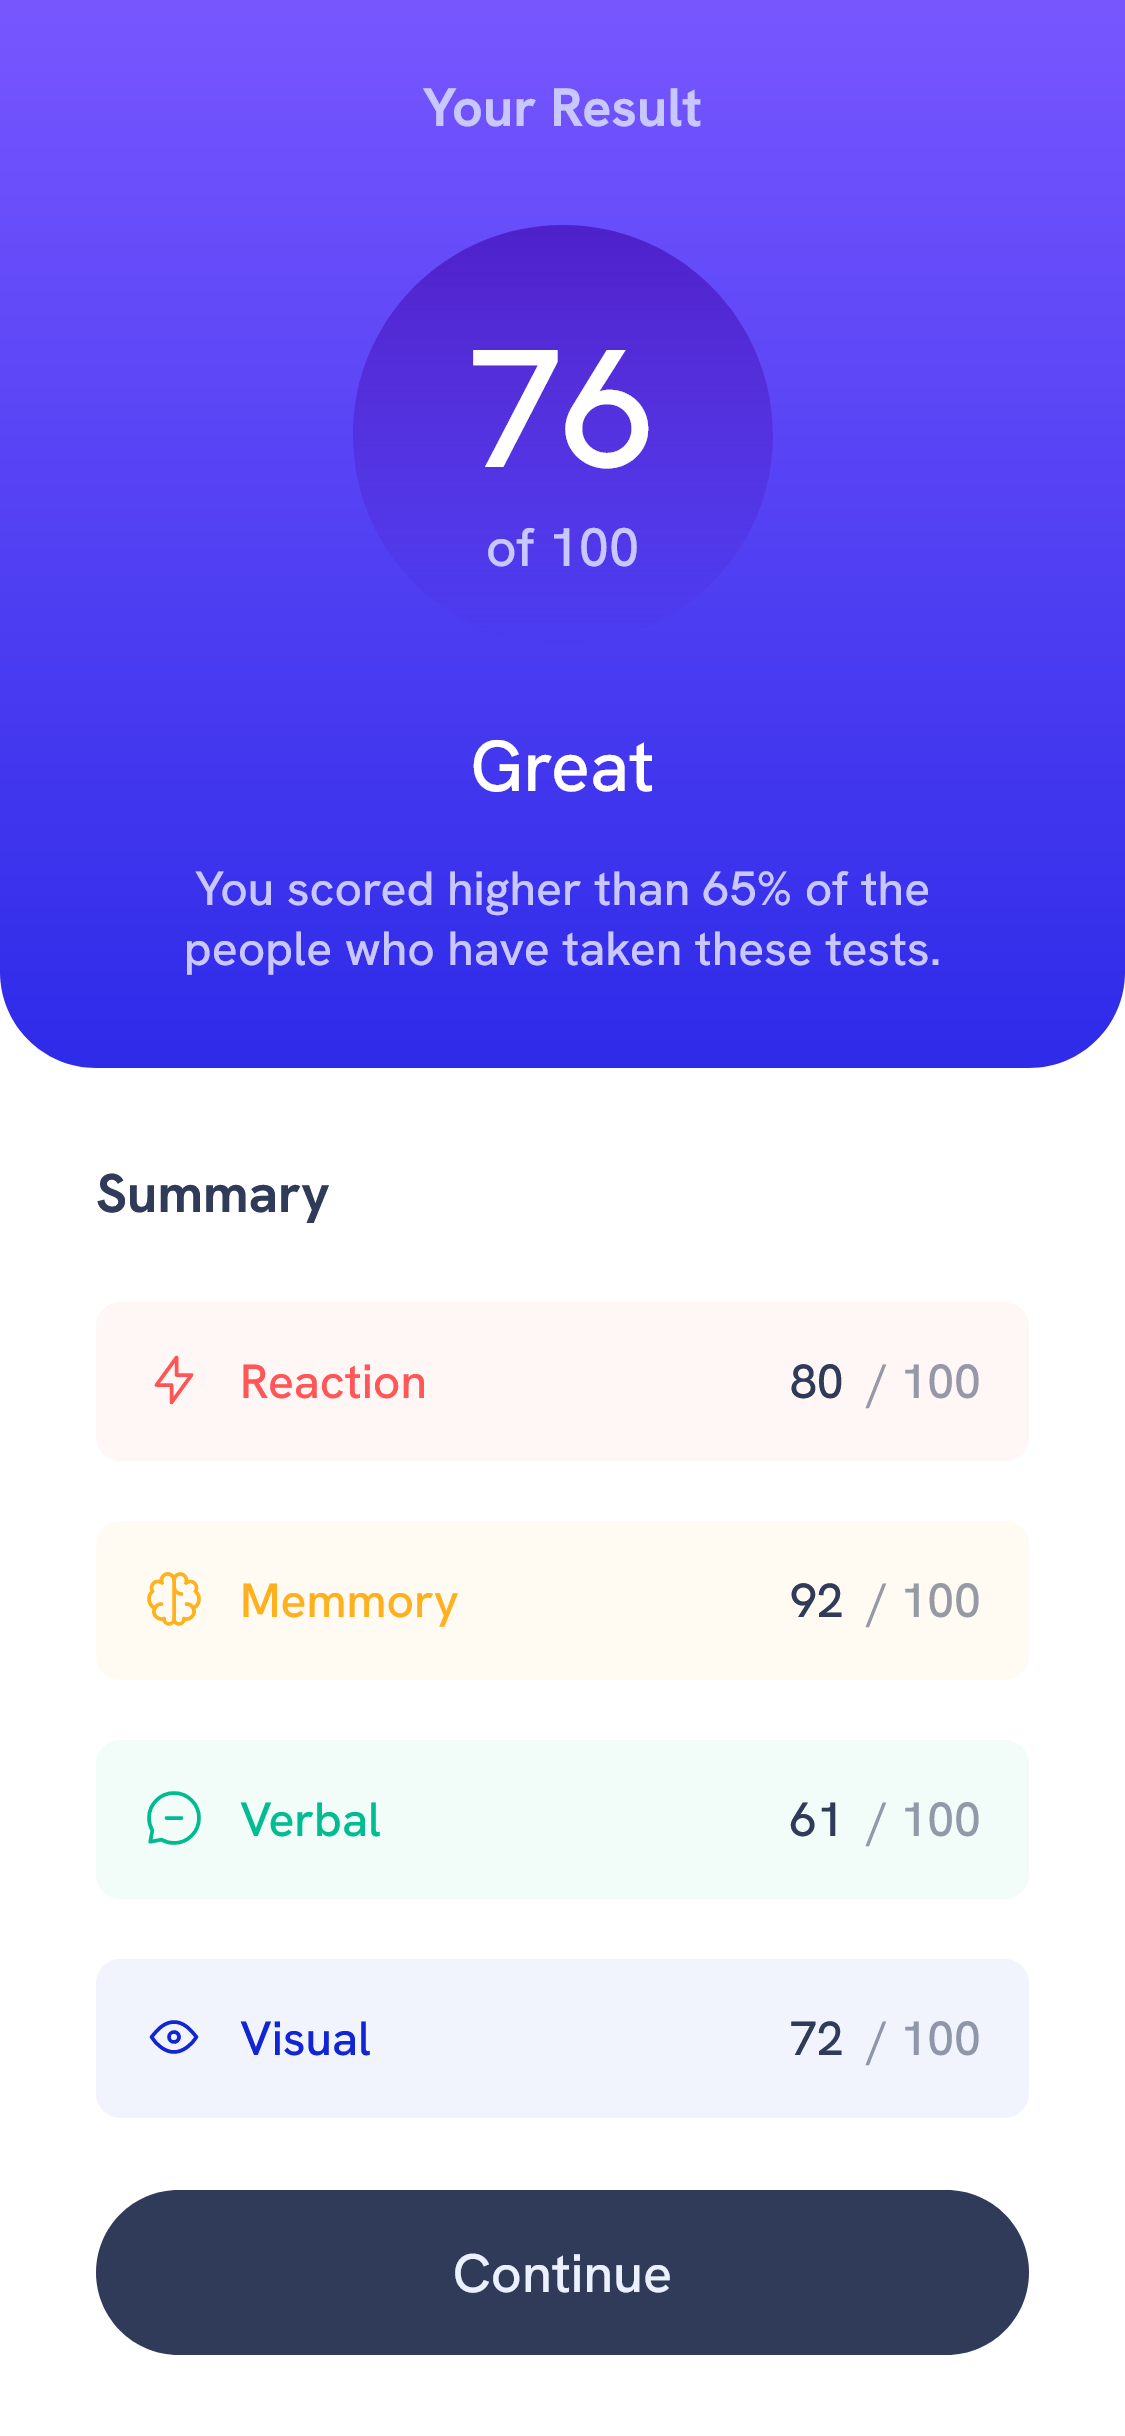 Your Result
76
of 100
Great
You scored higher than 65% of the
people who have taken these tests.
Summary
Reaction 80 / 100
Memmory 92 / 100
Verbal 61 / 100
Visual 72 / 100
Continue